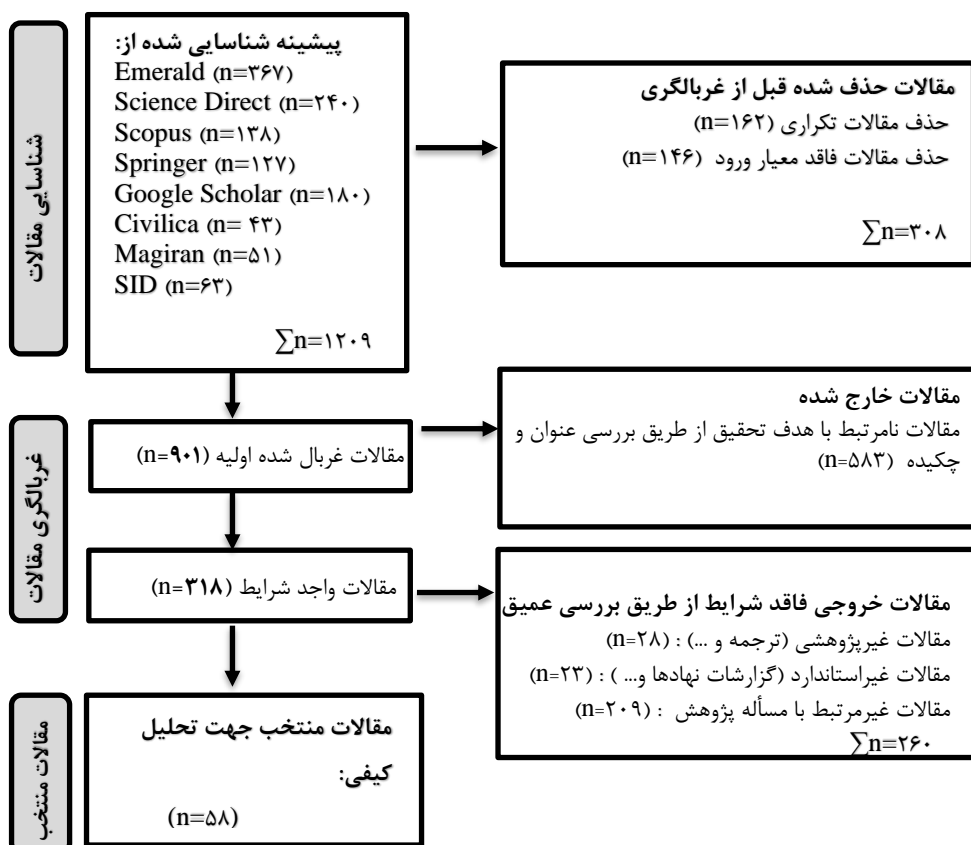 شناسایی مقالات
پیشینه شناسایی شده از:
Emerald (n=۳۶۷)
Science Direct (n=۲۴۰)
Scopus (n=۱۳۸)
Springer (n=۱۲۷)
Google Scholar (n=۱۸۰)
Civilica (n= ۴۳)
Magiran (n=۵۱)
SID (n=۶۳)
∑n=۱۲۰۹
مقالات حذف شده قبل از غربالگری
حذف مقالات تکراری (n=۱۶۲)
حذف مقالات فاقد معیار ورود (n=۱۴۶)
∑n=۳۰۸
غربالگری مقالات
مقالات غربال شده اولیه (n=۹۰۱)
مقالات خارج شده
مقالات نامرتبط با هدف تحقیق از طریق بررسی عنوان و
چکیده (n=۵۸۳)
مقالات واجد شرایط (n=۳۱۸)
مقالات خروجی فاقد شرایط از طریق بررسی عمیق
مقالات غیرپژوهشی (ترجمه و ...) : (n=۲۸)
مقالات غیراستاندارد (گزارشات نهادها و... ) : (n=۲۳)
مقالات غیرمرتبط با مسأله پژوهش : (n=۲۰۹)
∑n=۲۶۰
مقالات منتخب
مقالات منتخب جهت تحلیل
کیفی:
(n=۵۸)